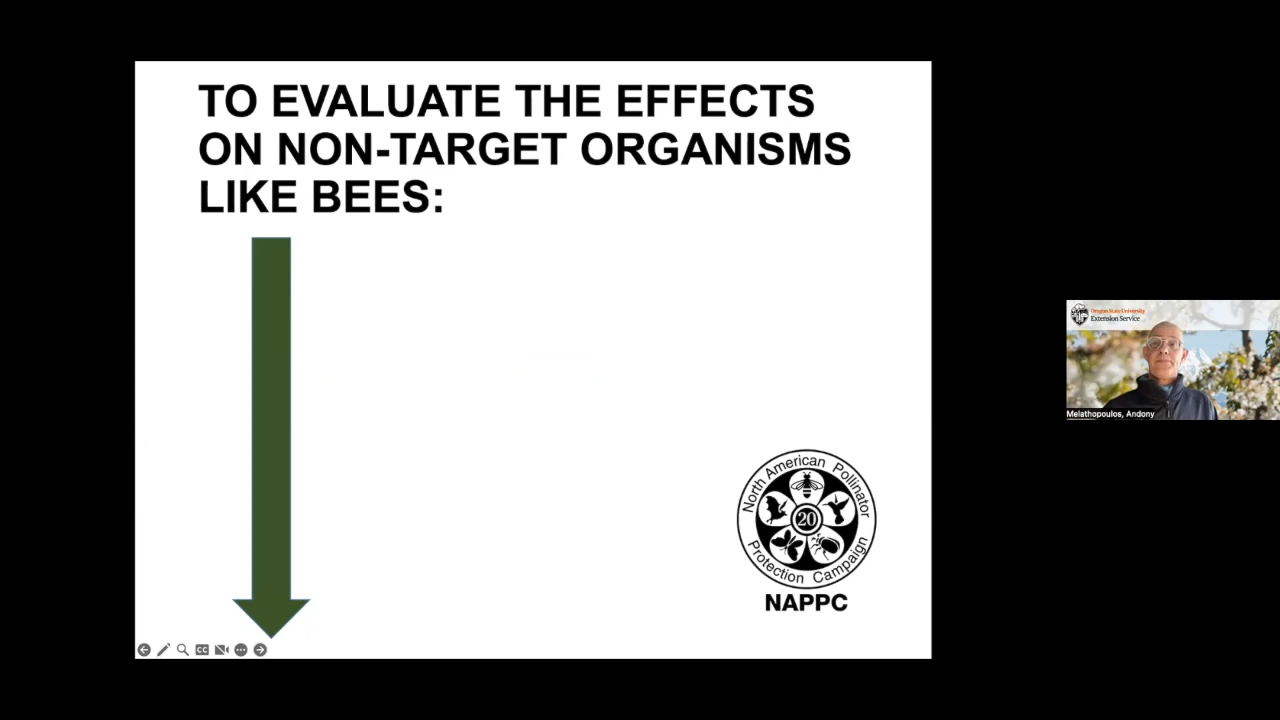 TO EVALUATE THE EFFECTS
ON NON-TARGET ORGANISMS
LIKE BEES:
North American Pollinator
20
Protection Campaign
NAPPC
CC
Oregon State University
Extension Service
Melathopoulos, Andony